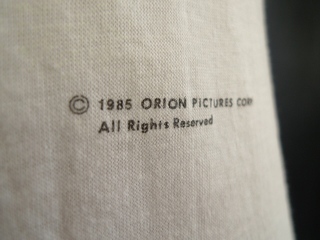 © 1985 ORION PICTURES CORP
All Rights Reserved